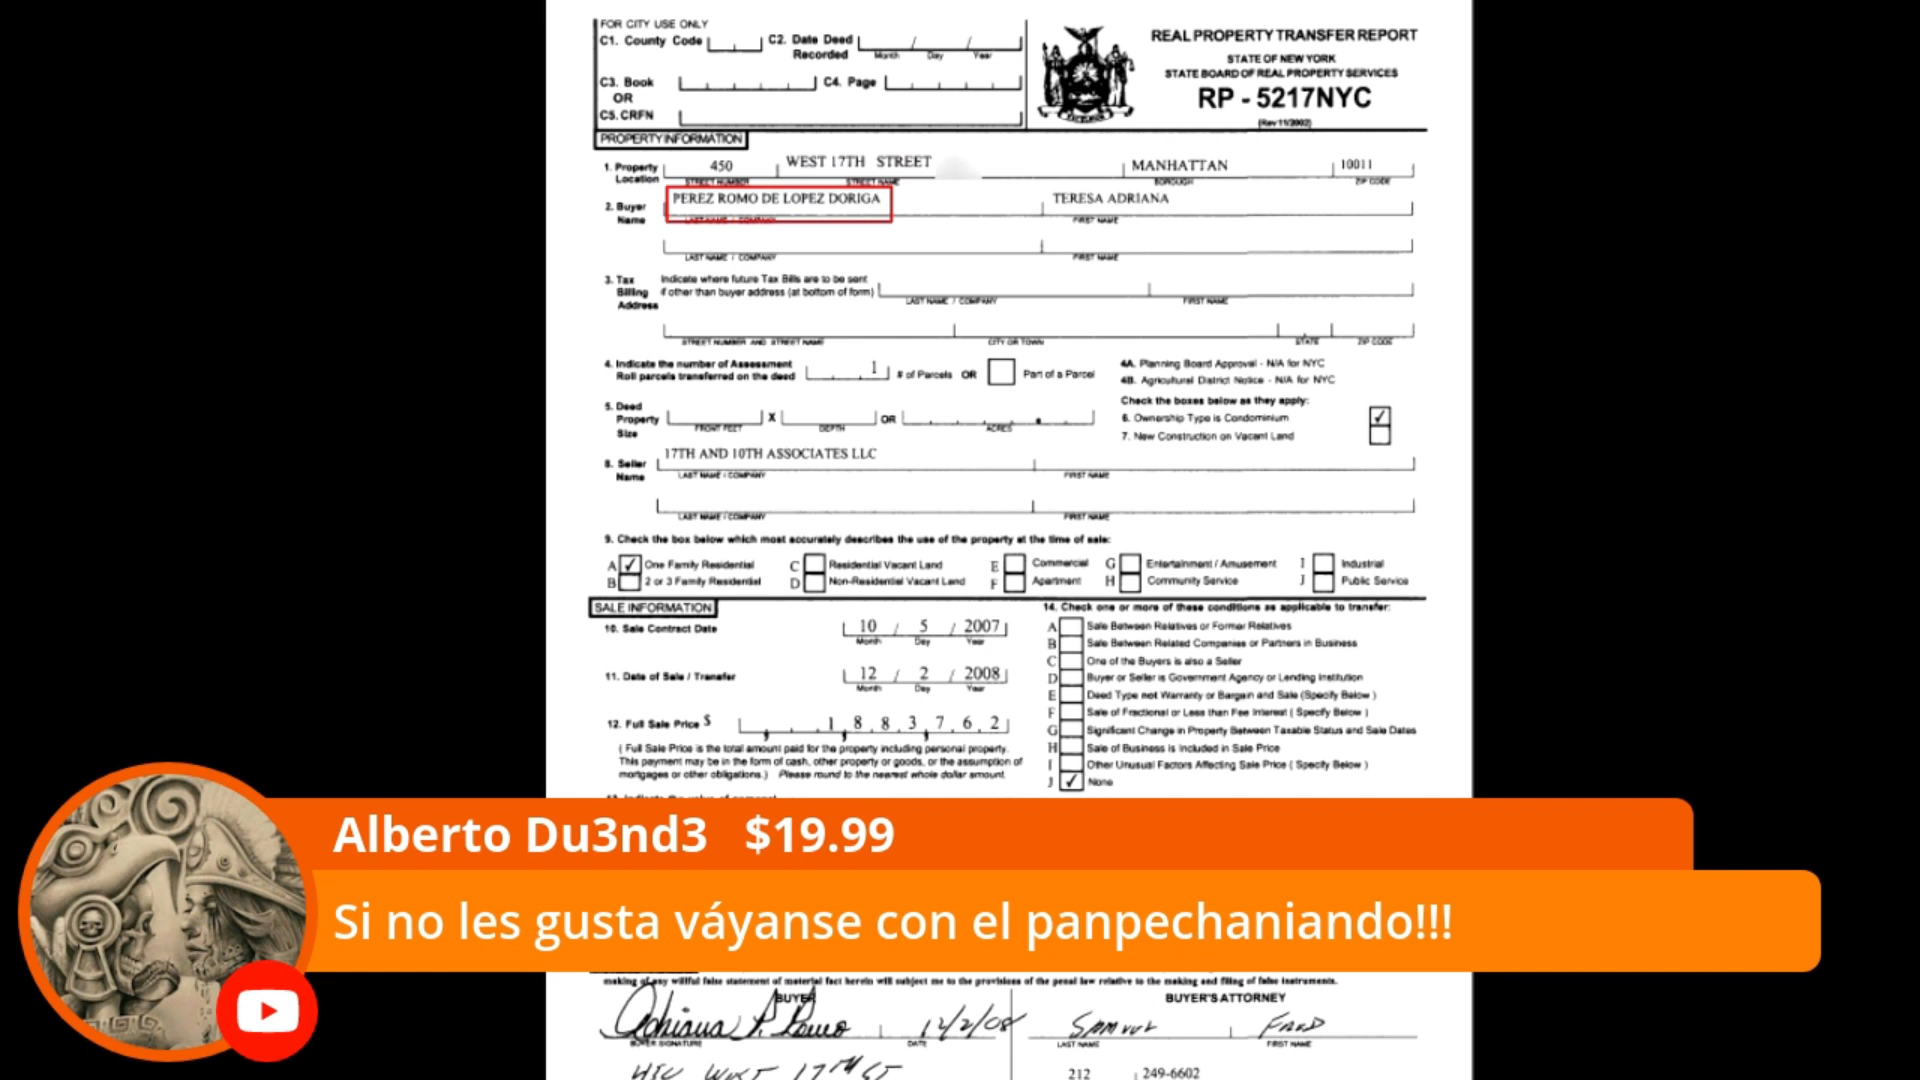 FOR CITY USE ONLY
C1. County Code
C2. Date Deed Recorded
Month Day Year
C3. Book
OR
C4. Page
C5. CRFN
REAL PROPERTY TRANSFER REPORT
STATE OF NEW YORK
STATE BOARD OF REAL PROPERTY SERVICES
RP - 5217NYC
(Rev 11/2002)
PROPERTY INFORMATION
1. Property Location
450 WEST 17TH STREET MANHATTAN 10011
STREET NUMBER STREET NAME BOROUGH ZIP CODE
2. Buyer Name
PEREZ ROMO DE LOPEZ DORIGA TERESA ADRIANA
LAST NAME / COMPANY FIRST NAME
LAST NAME / COMPANY FIRST NAME
3. Tax Billing Address
Indicate where future Tax Bills are to be sent
if other than buyer address (at bottom of form)
LAST NAME / COMPANY FIRST NAME
STREET NUMBER AND STREET NAME CITY OR TOWN STATE ZIP CODE
4. Indicate the number of Assessment
Roll parcels transferred on the deed
1 # of Parcels OR Part of a Parcel
4A. Planning Board Approval - N/A for NYC
4B. Agricultural District Notice - N/A for NYC
5. Deed Property Size
X OR
FRONT FEET DEPTH ACRES
Check the boxes below as they apply:
6. Ownership Type is Condominium ✓
7. New Construction on Vacant Land
8. Seller Name
17TH AND 10TH ASSOCIATES LLC
LAST NAME / COMPANY FIRST NAME
LAST NAME / COMPANY FIRST NAME
9. Check the box below which most accurately describes the use of the property at the time of sale:
A ✓ One Family Residential C Residential Vacant Land E Commercial G Entertainment / Amusement I Industrial
B 2 or 3 Family Residential D Non-Residential Vacant Land F Apartment H Community Service J Public Service
SALE INFORMATION
10. Sale Contract Date 10 / 5 / 2007
Month Day Year
11. Date of Sale / Transfer 12 / 2 / 2008
Month Day Year
12. Full Sale Price $ 1,8 8 3,7 6 2
( Full Sale Price is the total amount paid for the property including personal property.
This payment may be in the form of cash, other property or goods, or the assumption of
mortgages or other obligations.) Please round to the nearest whole dollar amount.
14. Check one or more of these conditions as applicable to transfer:
A Sale Between Relatives or Former Relatives
B Sale Between Related Companies or Partners in Business
C One of the Buyers is also a Seller
D Buyer or Seller is Government Agency or Lending Institution
E Deed Type not Warranty or Bargain and Sale (Specify Below )
F Sale of Fractional or Less than Fee Interest ( Specify Below )
G Significant Change in Property Between Taxable Status and Sale Dates
H Sale of Business is Included in Sale Price
I Other Unusual Factors Affecting Sale Price ( Specify Below )
J ✓ None
Alberto Du3nd3 $19.99
Si no les gusta váyanse con el panpechaniando!!!
making of any willful false statement of material fact herein will subject me to the provisions of the penal law relative to the making and filing of false instruments.
BUYER
BUYER'S ATTORNEY
Adriana P. Romo 12/2/08 SAMUEL FRED
BUYER SIGNATURE DATE LAST NAME FIRST NAME
WEST 17TH ST
212 249-6602